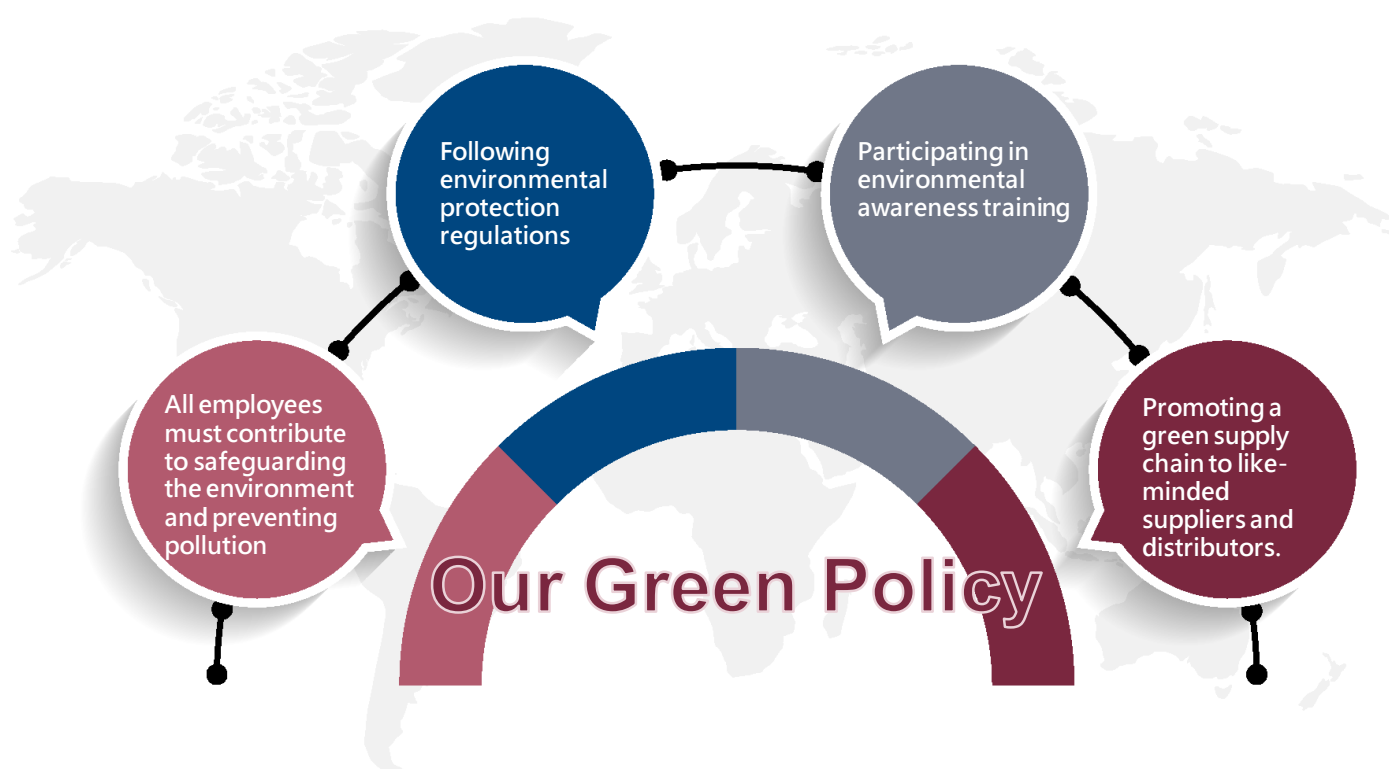 Following
environmental
protection
regulations
Participating in
environmental
awareness training
All employees
must contribute
to safeguarding
the environment
and preventing
pollution
Promoting a
green supply
chain to like-
minded
suppliers and
distributors.
Our Green Policy